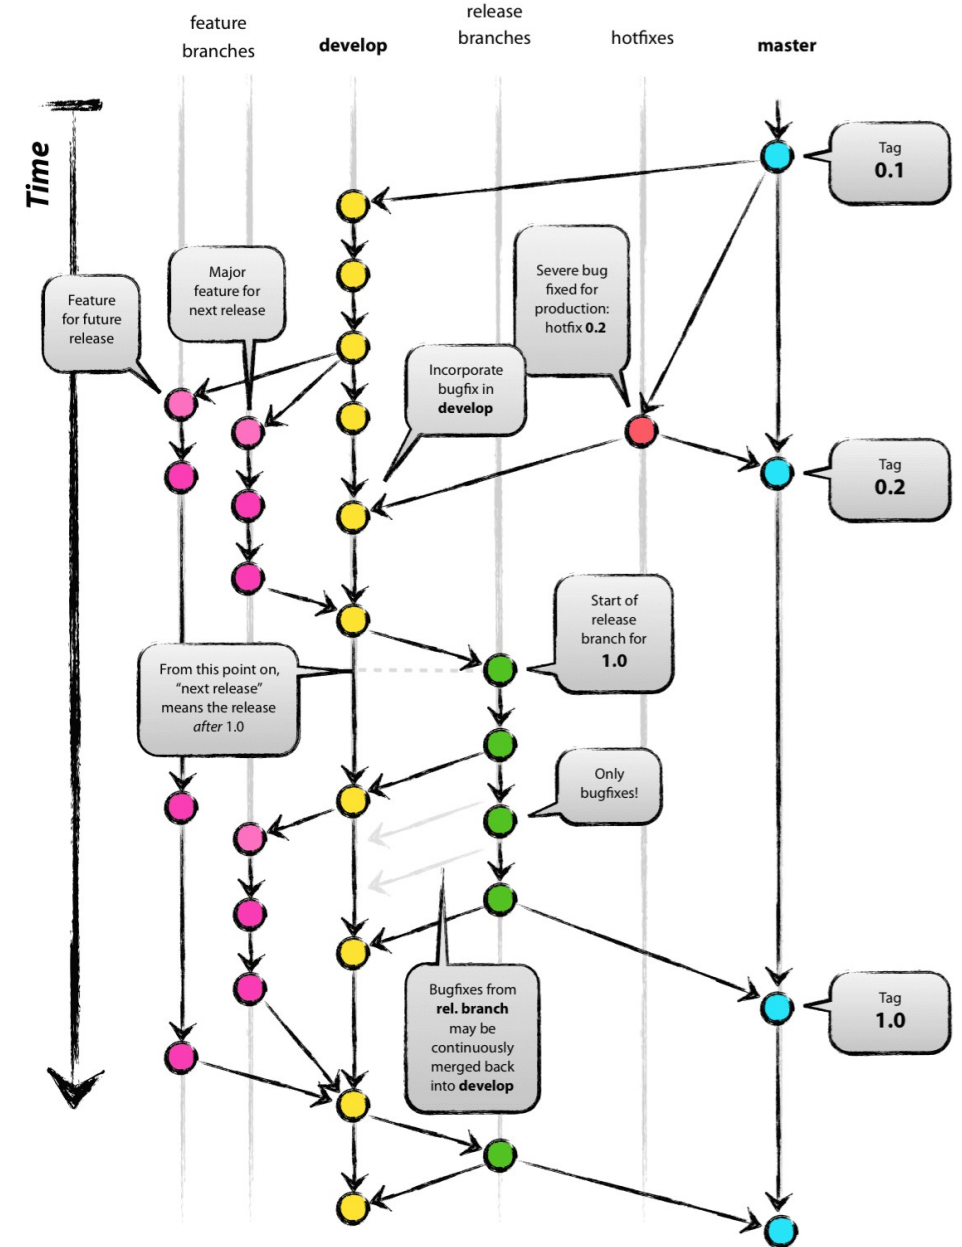 feature
branches
develop
release
branches
hotfixes
master
Time
Tag
0.1
Major
feature for
next release
Feature
for future
release
Severe bug
fixed for
production:
hotfix 0.2
Incorporate
bugfix in
develop
Tag
0.2
Start of
release
branch for
1.0
From this point on,
“next release”
means the release
after 1.0
Only
bugfixes!
Bugfixes from
rel. branch
may be
continuously
merged back
into develop
Tag
1.0